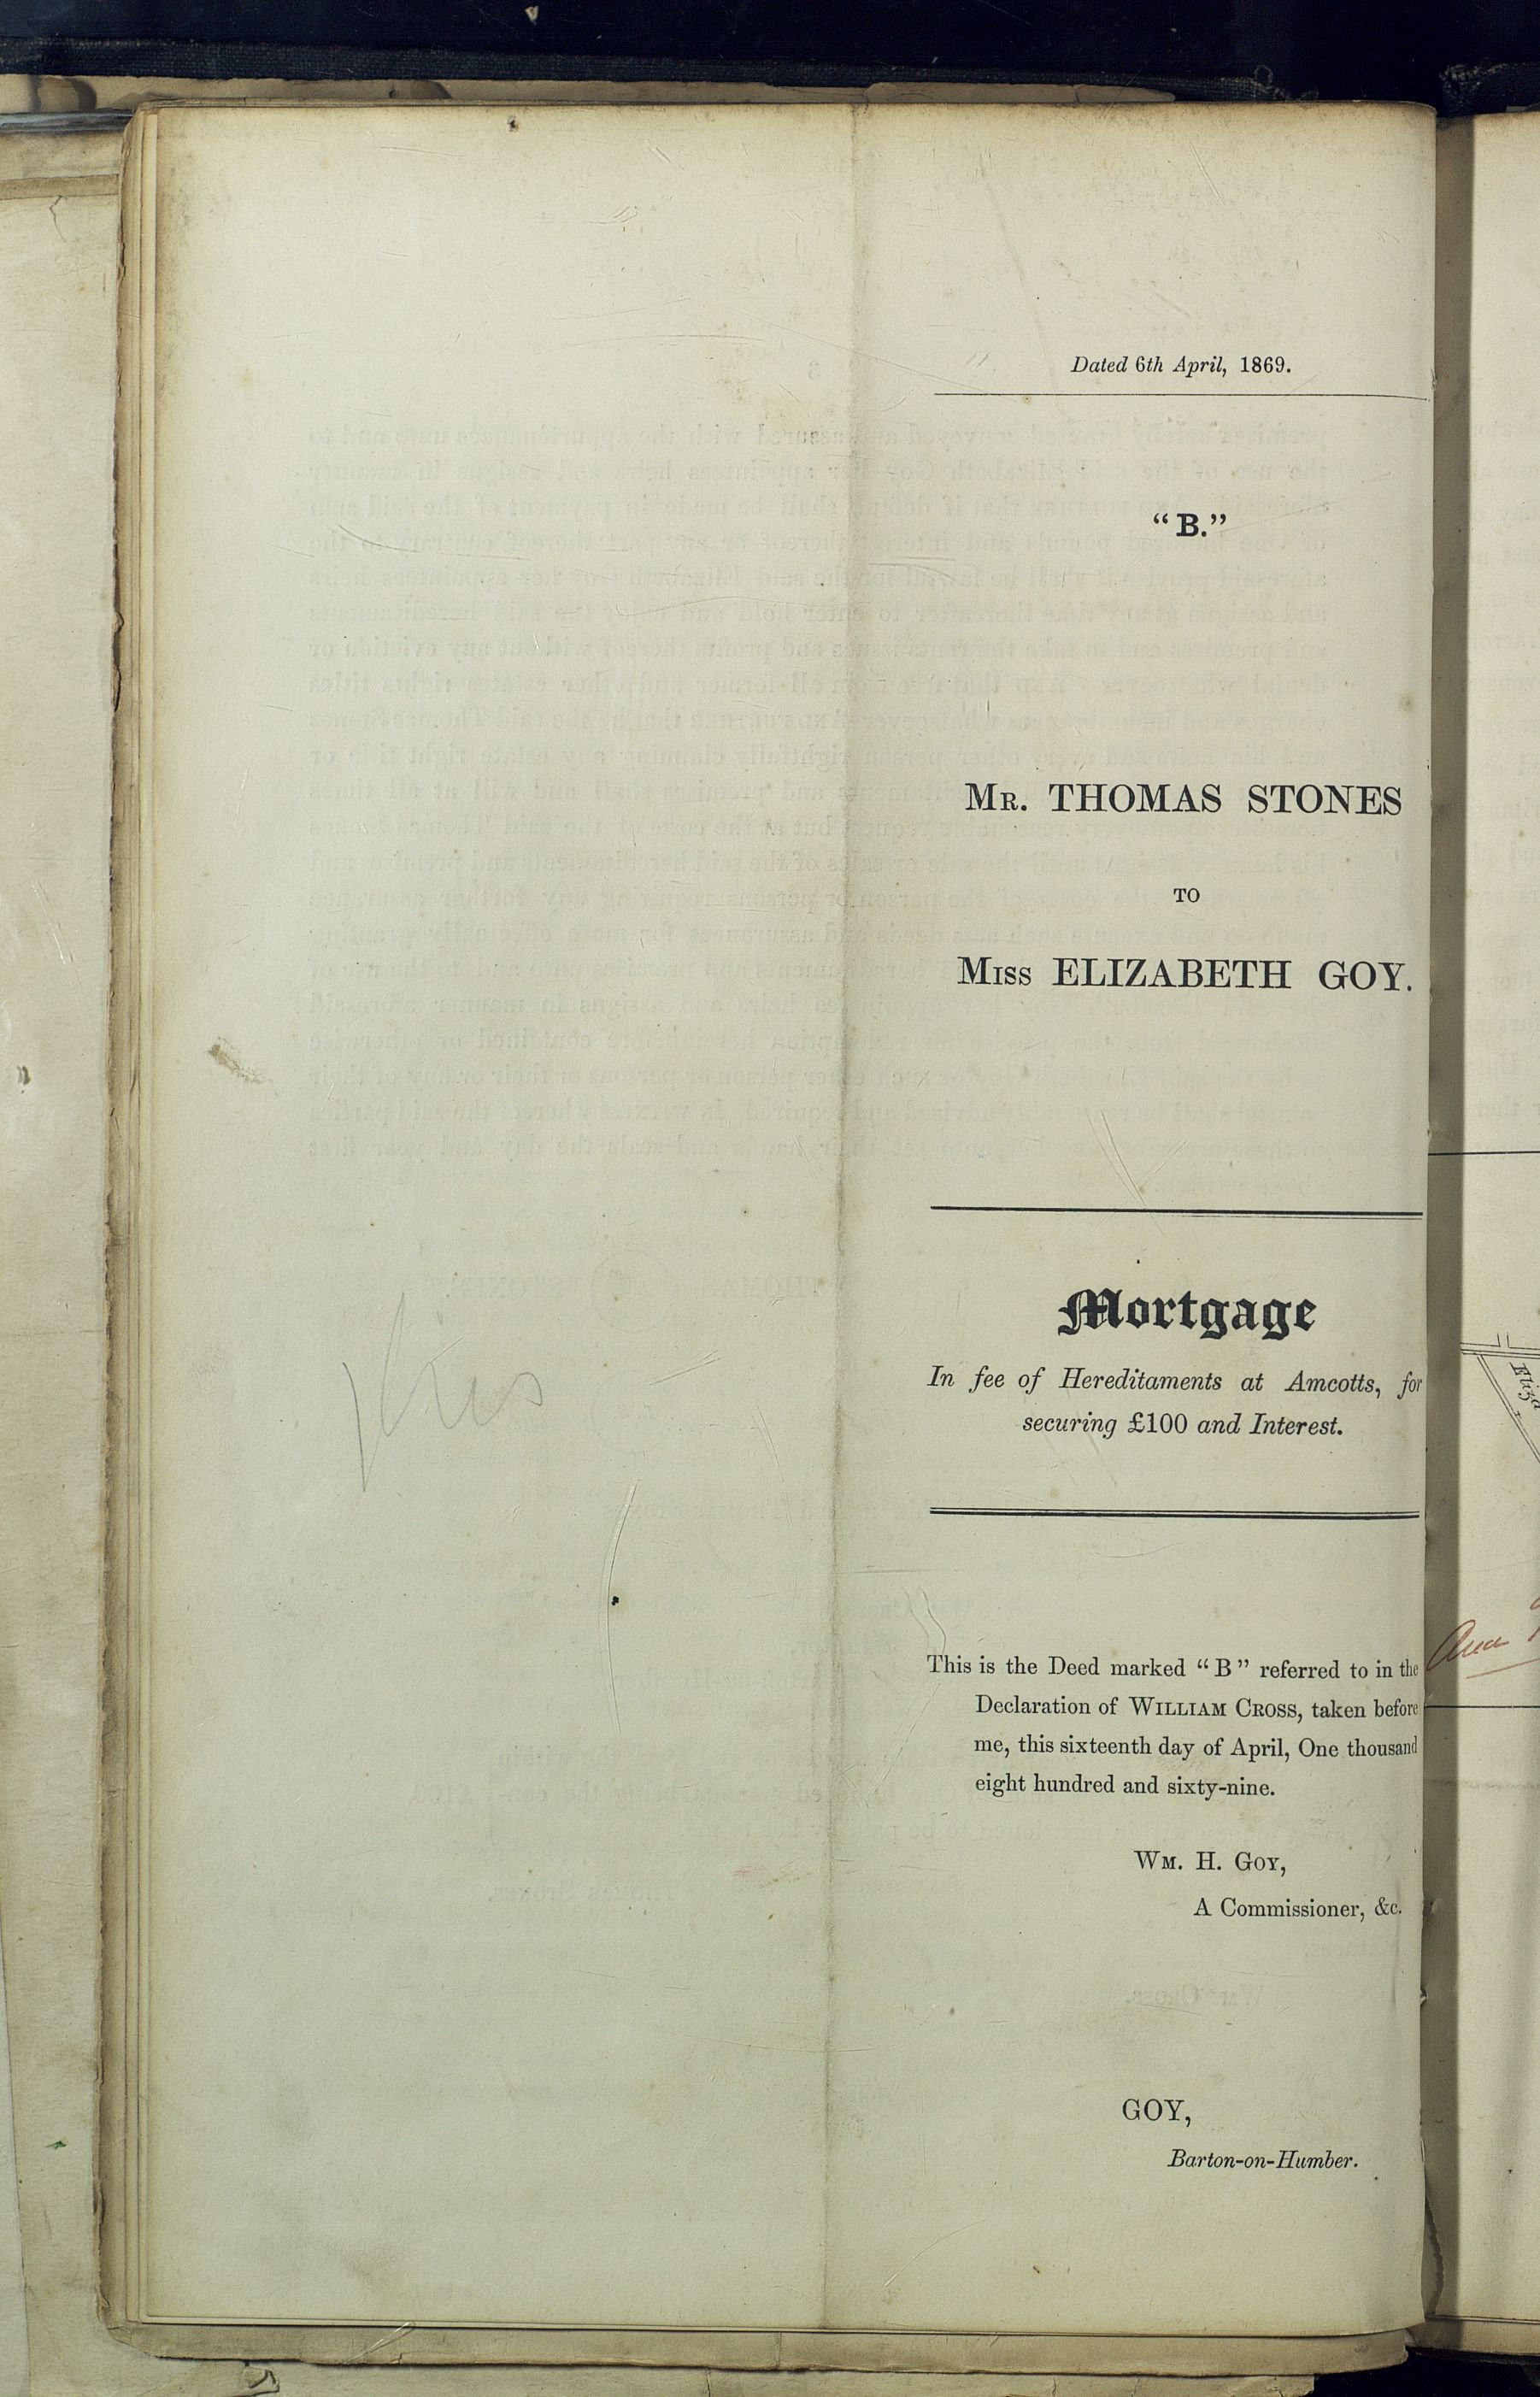 Dated 6th April, 1869.
“B.”
Mr. THOMAS STONES
TO
Miss ELIZABETH GOY.
Mortgage
In fee of Hereditaments at Amcotts, for
securing £100 and Interest.
This is the Deed marked “B” referred to in the
Declaration of WILLIAM CROSS, taken before
me, this sixteenth day of April, One thousand
eight hundred and sixty-nine.
WM. H. GOY,
A Commissioner, &c.
GOY,
Barton-on-Humber.